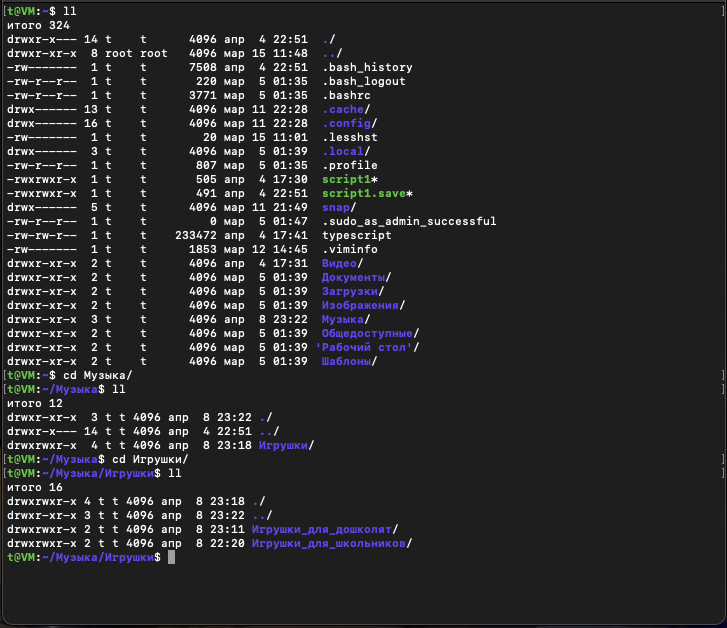 [t@VM:~$ ll ]
итого 324
drwxr-x--- 14 t    t      4096 апр  4 22:51  ./
drwxr-xr-x  8 root root   4096 мар 15 11:48  ../
-rw-------  1 t    t      7508 апр  4 22:51  .bash_history
-rw-------  1 t    t       220 мар  5 01:35  .bash_logout
-rw-------  1 t    t      3771 мар  5 01:35  .bashrc
drwx------ 13 t    t      4096 мар 11 22:28  .cache/
drwx------ 16 t    t      4096 мар 11 22:28  .config/
-rw-------  1 t    t        20 мар 15 11:01  .lesshst
drwx------  3 t    t      4096 мар  5 01:39  .local/
-rw-r--r--  1 t    t       807 мар  5 01:35  .profile
-rwxrwxr-x  1 t    t       505 апр  4 17:30  script1*
-rwxrwxr-x  1 t    t       491 апр  4 22:51  script1.save*
drwx------  5 t    t      4096 мар 11 21:49  snap/
-rw-r--r--  1 t    t         0 мар  5 01:47  .sudo_as_admin_successful
-rw-rw-r--  1 t    t    233472 апр  4 17:41  typescript
-rw-------  1 t    t      1853 мар 12 14:45  .viminfo
drwxr-xr-x  2 t    t      4096 апр  4 17:31  Видео/
drwxr-xr-x  2 t    t      4096 мар  5 01:39  Документы/
drwxr-xr-x  2 t    t      4096 мар  5 01:39  Загрузки/
drwxr-xr-x  2 t    t      4096 мар  5 01:39  Изображения/
drwxr-xr-x  3 t    t      4096 апр  8 23:22  Музыка/
drwxr-xr-x  2 t    t      4096 мар  5 01:39  Общедоступные/
drwxr-xr-x  2 t    t      4096 мар  5 01:39 'Рабочий стол'/
drwxr-xr-x  2 t    t      4096 мар  5 01:39  Шаблоны/
[t@VM:~$ cd Музыка/ ]
[t@VM:~/Музыка$ ll ]
итого 12
drwxr-xr-x  3 t t 4096 апр  8 23:22 ./
drwxr-x--- 14 t t 4096 апр  4 22:51 ../
drwxrwxr-x  4 t t 4096 апр  8 23:18 Игрушки/
[t@VM:~/Музыка$ cd Игрушки/ ]
[t@VM:~/Музыка/Игрушки$ ll ]
итого 16
drwxrwxr-x 4 t t 4096 апр  8 23:18 ./
drwxr-xr-x 3 t t 4096 апр  8 23:22 ../
drwxrwxr-x 2 t t 4096 апр  8 23:11 Игрушки_для_дошколят/
drwxrwxr-x 2 t t 4096 апр  8 22:20 Игрушки_для_школьников/
t@VM:~/Музыка/Игрушки$